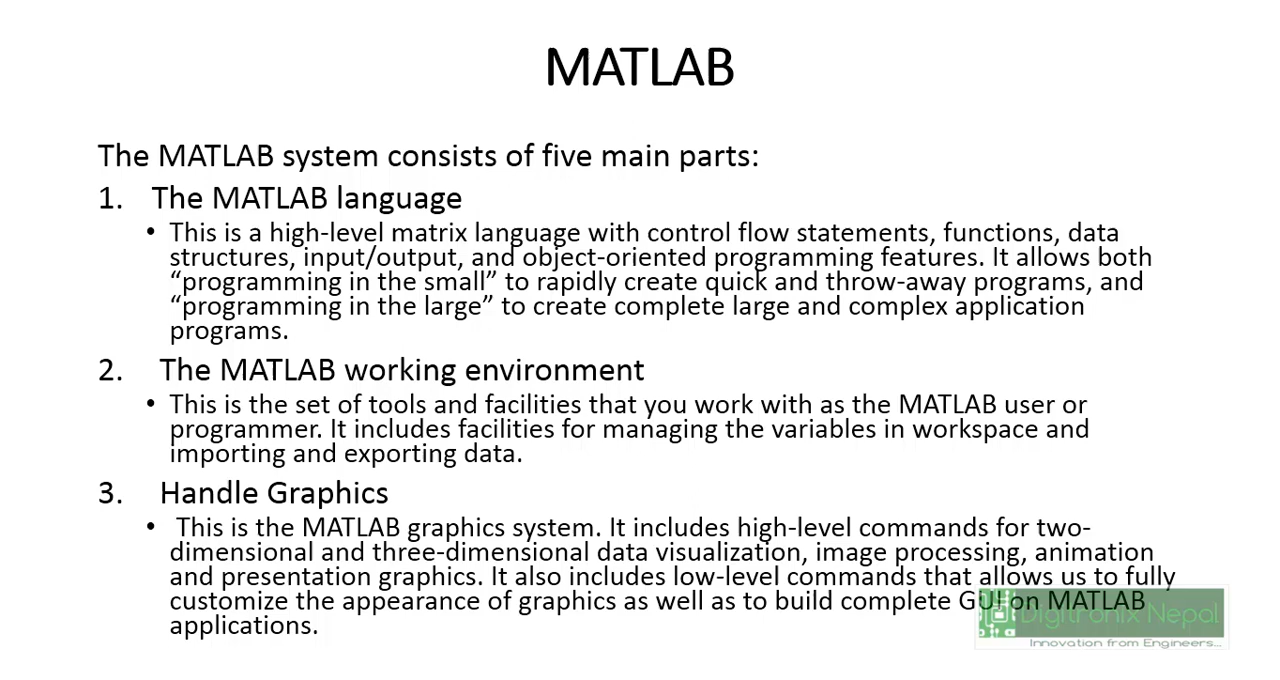 MATLAB
The MATLAB system consists of five main parts:
1. The MATLAB language
• This is a high-level matrix language with control flow statements, functions, data
structures, input/output, and object-oriented programming features. It allows both
“programming in the small” to rapidly create quick and throw-away programs, and
“programming in the large” to create complete large and complex application
programs.
2. The MATLAB working environment
• This is the set of tools and facilities that you work with as the MATLAB user or
programmer. It includes facilities for managing the variables in workspace and
importing and exporting data.
3. Handle Graphics
• This is the MATLAB graphics system. It includes high-level commands for two-
dimensional and three-dimensional data visualization, image processing, animation
and presentation graphics. It also includes low-level commands that allows us to fully
customize the appearance of graphics as well as to build complete GUI on MATLAB
applications.
Digitronix Nepal
Innovation from Engineers...